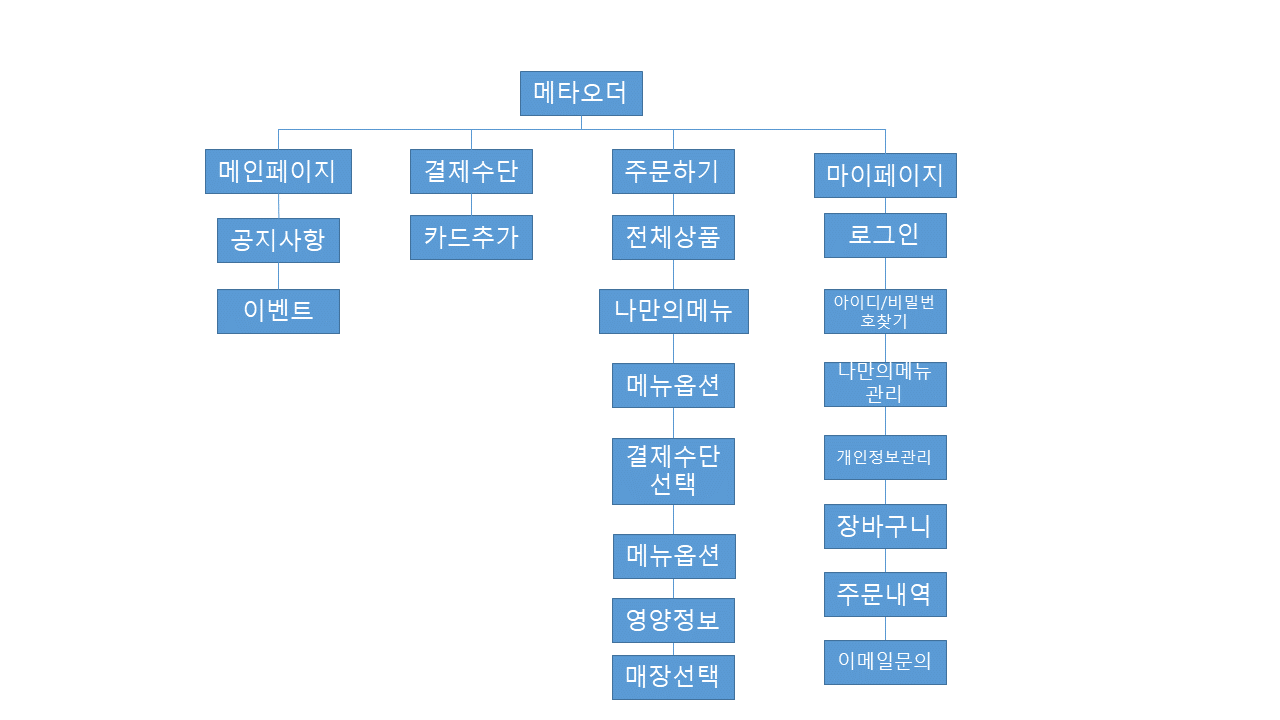 메타오더
메인페이지
공지사항
이벤트
결제수단
카드추가
주문하기
전체상품
나만의메뉴
메뉴옵션
결제수단
선택
메뉴옵션
영양정보
매장선택
마이페이지
로그인
아이디/비밀번
호찾기
나만의메뉴
관리
개인정보관리
장바구니
주문내역
이메일문의